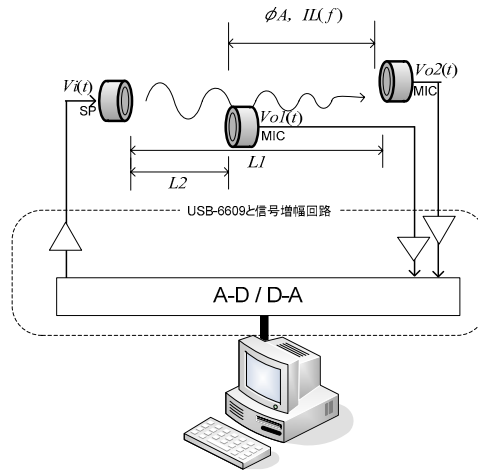 ϕA, IL(f)
Vi(t)
SP
Vo2(t)
MIC
Vo1(t)
MIC
L1
L2
USB-6609と信号増幅回路
A-D / D-A